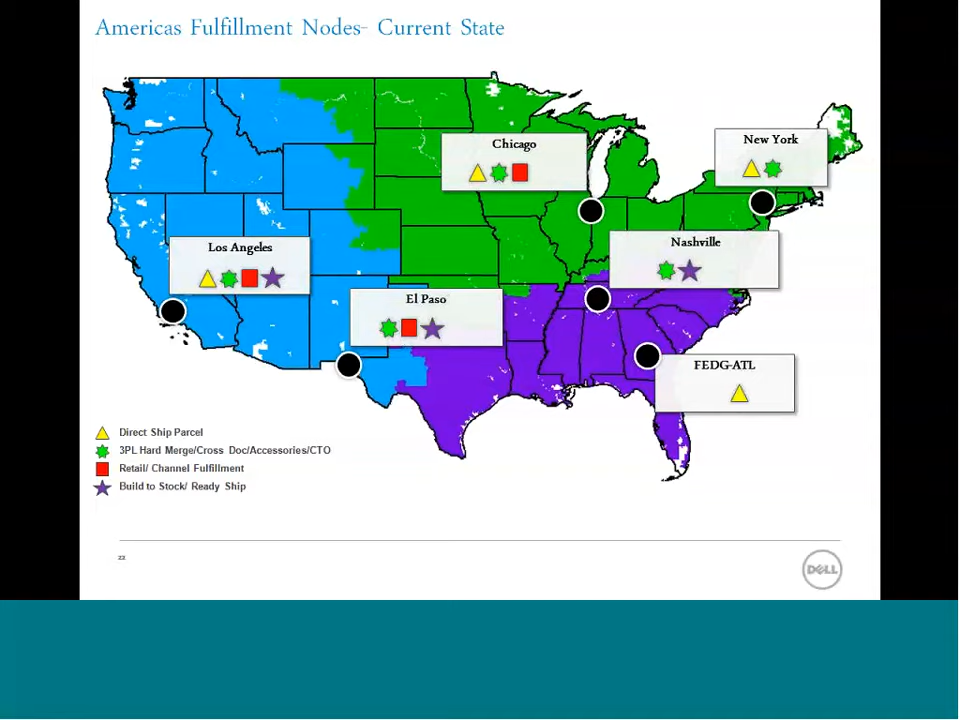 Americas Fulfillment Nodes- Current State
Chicago
New York
Los Angeles
Nashville
El Paso
FEDG-ATL
Direct Ship Parcel
3PL Hard Merge/Cross Doc/Accessories/CTO
Retail/ Channel Fulfillment
Build to Stock/ Ready Ship
22
DELL